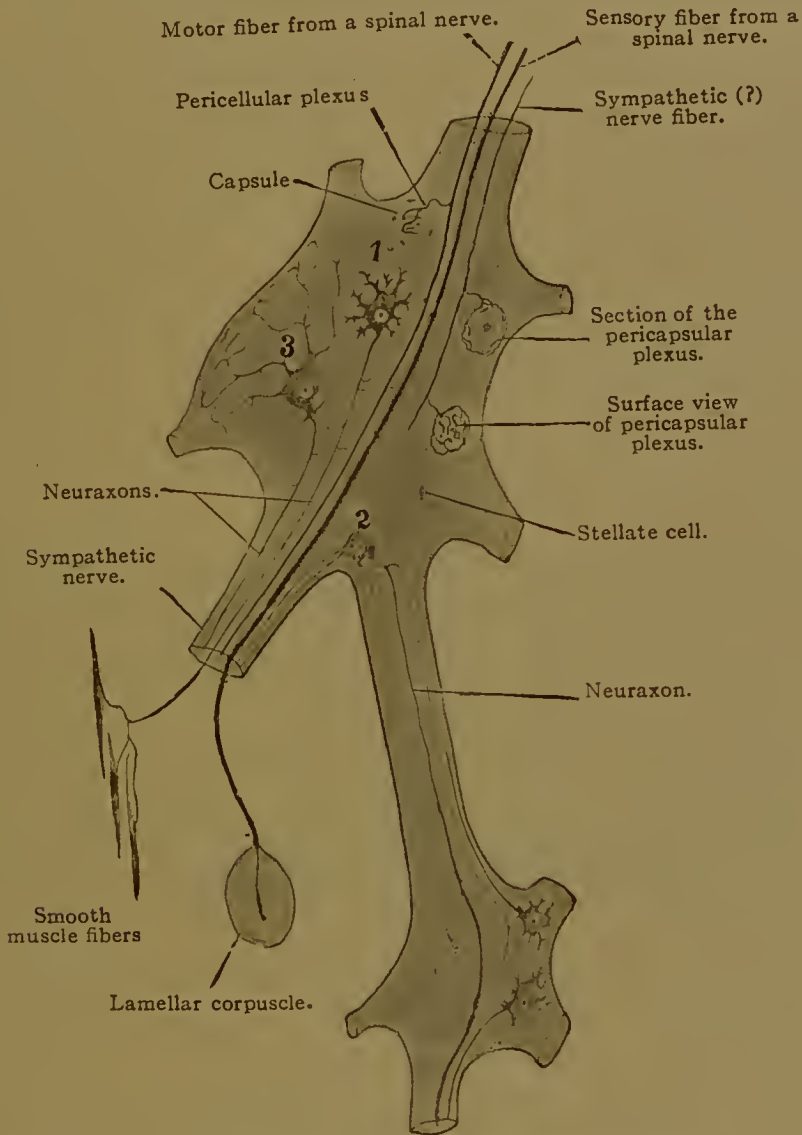 Motor fiber from a spinal nerve.
Sensory fiber from a
spinal nerve.
Pericellular plexus
Sympathetic (?)
nerve fiber.
Capsule
1
Section of the
pericapsular
plexus.
3
Surface view
of pericapsular
plexus.
Neuraxons.
2
Stellate cell.
Sympathetic
nerve.
Neuraxon.
Smooth
muscle fibers
Lamellar corpuscle.